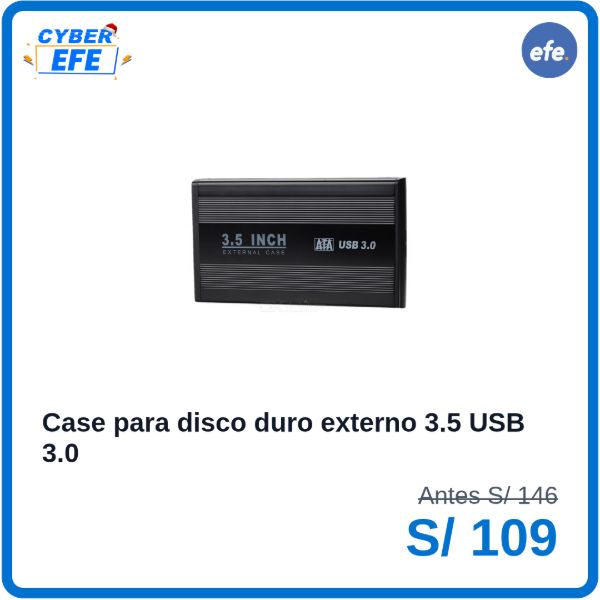 CYBER
EFE
efe.
3.5 INCH
EXTERNAL CASE
SATA
USB 3.0
Case para disco duro externo 3.5 USB
3.0
Antes S/ 146
S/ 109